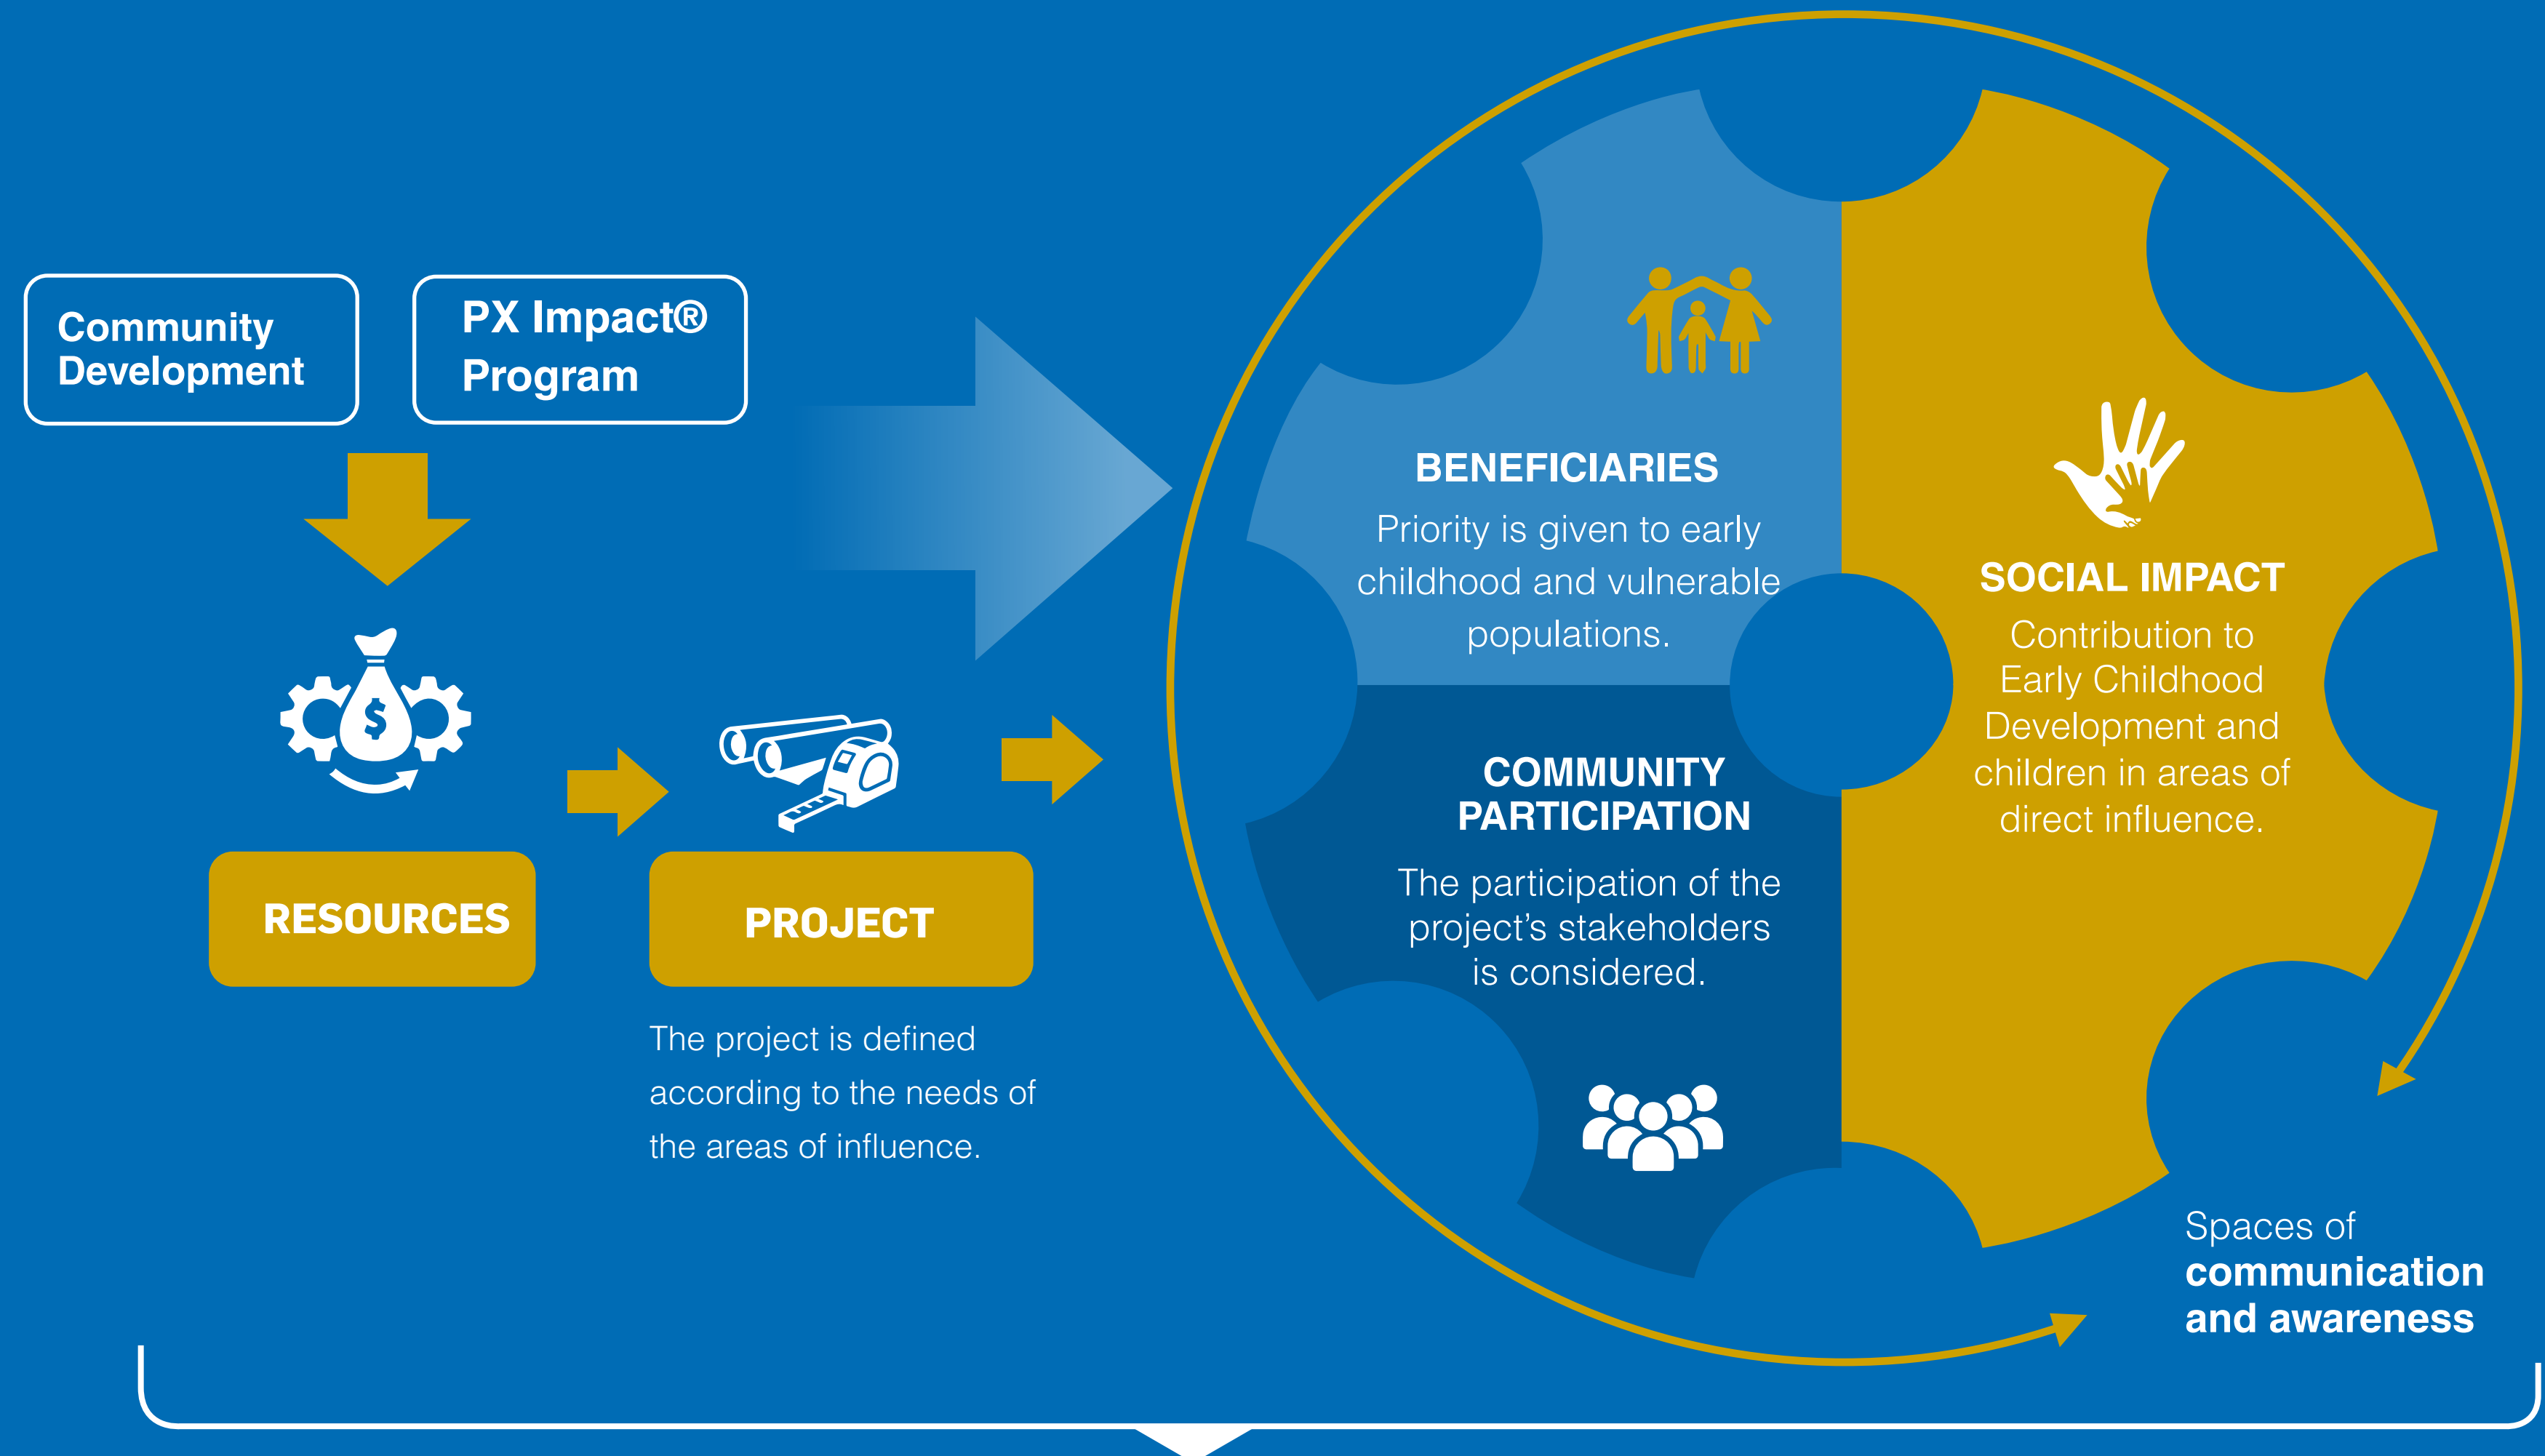 Community
Development
PX Impact®
Program
$
RESOURCES
PROJECT
The project is defined
according to the needs of
the areas of influence.
BENEFICIARIES
Priority is given to early
childhood and vulnerable
populations.
COMMUNITY
PARTICIPATION
The participation of the
project’s stakeholders
is considered.
SOCIAL IMPACT
Contribution to
Early Childhood
Development and
children in areas of
direct influence.
Spaces of
communication
and awareness